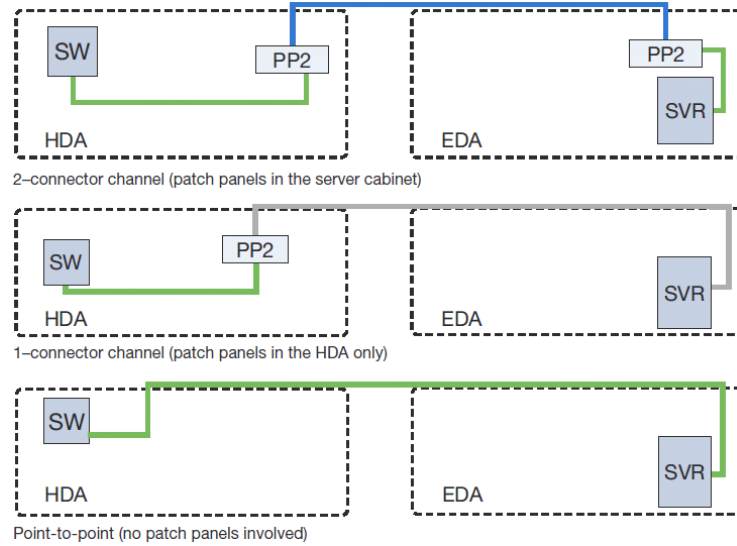 SW
PP2
PP2
SVR
HDA
EDA
2–connector channel (patch panels in the server cabinet)
PP2
SW
SVR
HDA
EDA
1–connector channel (patch panels in the HDA only)
SW
SVR
HDA
EDA
Point-to-point (no patch panels involved)